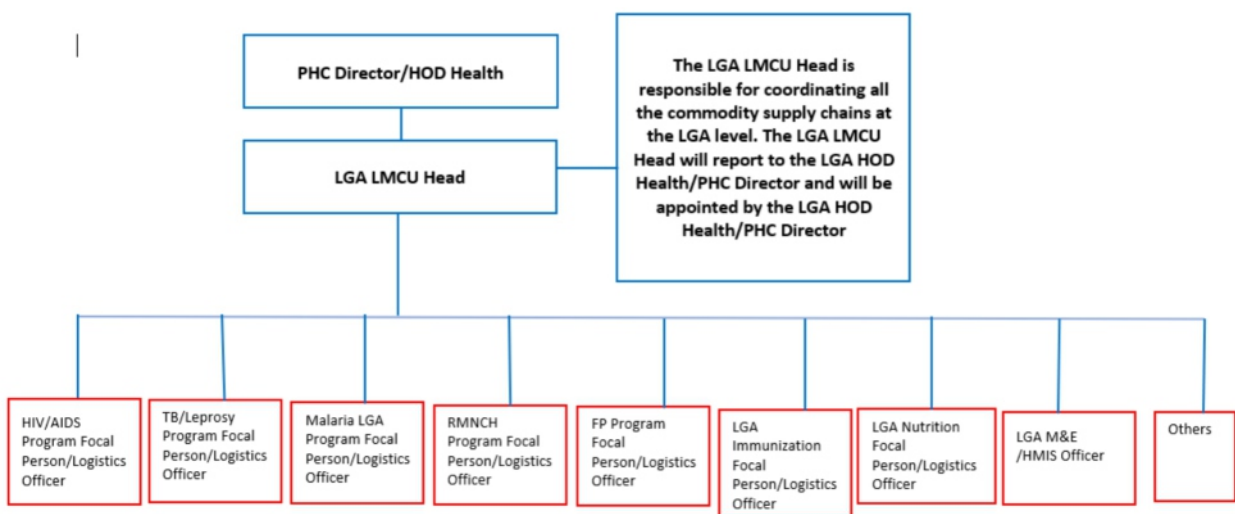 PHC Director/HOD Health
LGA LMCU Head
The LGA LMCU Head is
responsible for coordinating all
the commodity supply chains at
the LGA level. The LGA LMCU
Head will report to the LGA HOD
Health/PHC Director and will be
appointed by the LGA HOD
Health/PHC Director
HIV/AIDS
Program Focal
Person/Logistics
Officer
TB/Leprosy
Program Focal
Person/Logistics
Officer
Malaria LGA
Program Focal
Person/Logistics
Officer
RMNCH
Program Focal
Person/Logistics
Officer
FP Program
Focal
Person/Logistics
Officer
LGA
Immunization
Focal
Person/Logistics
Officer
LGA Nutrition
Focal
Person/Logistics
Officer
LGA M&E
/HMIS Officer
Others